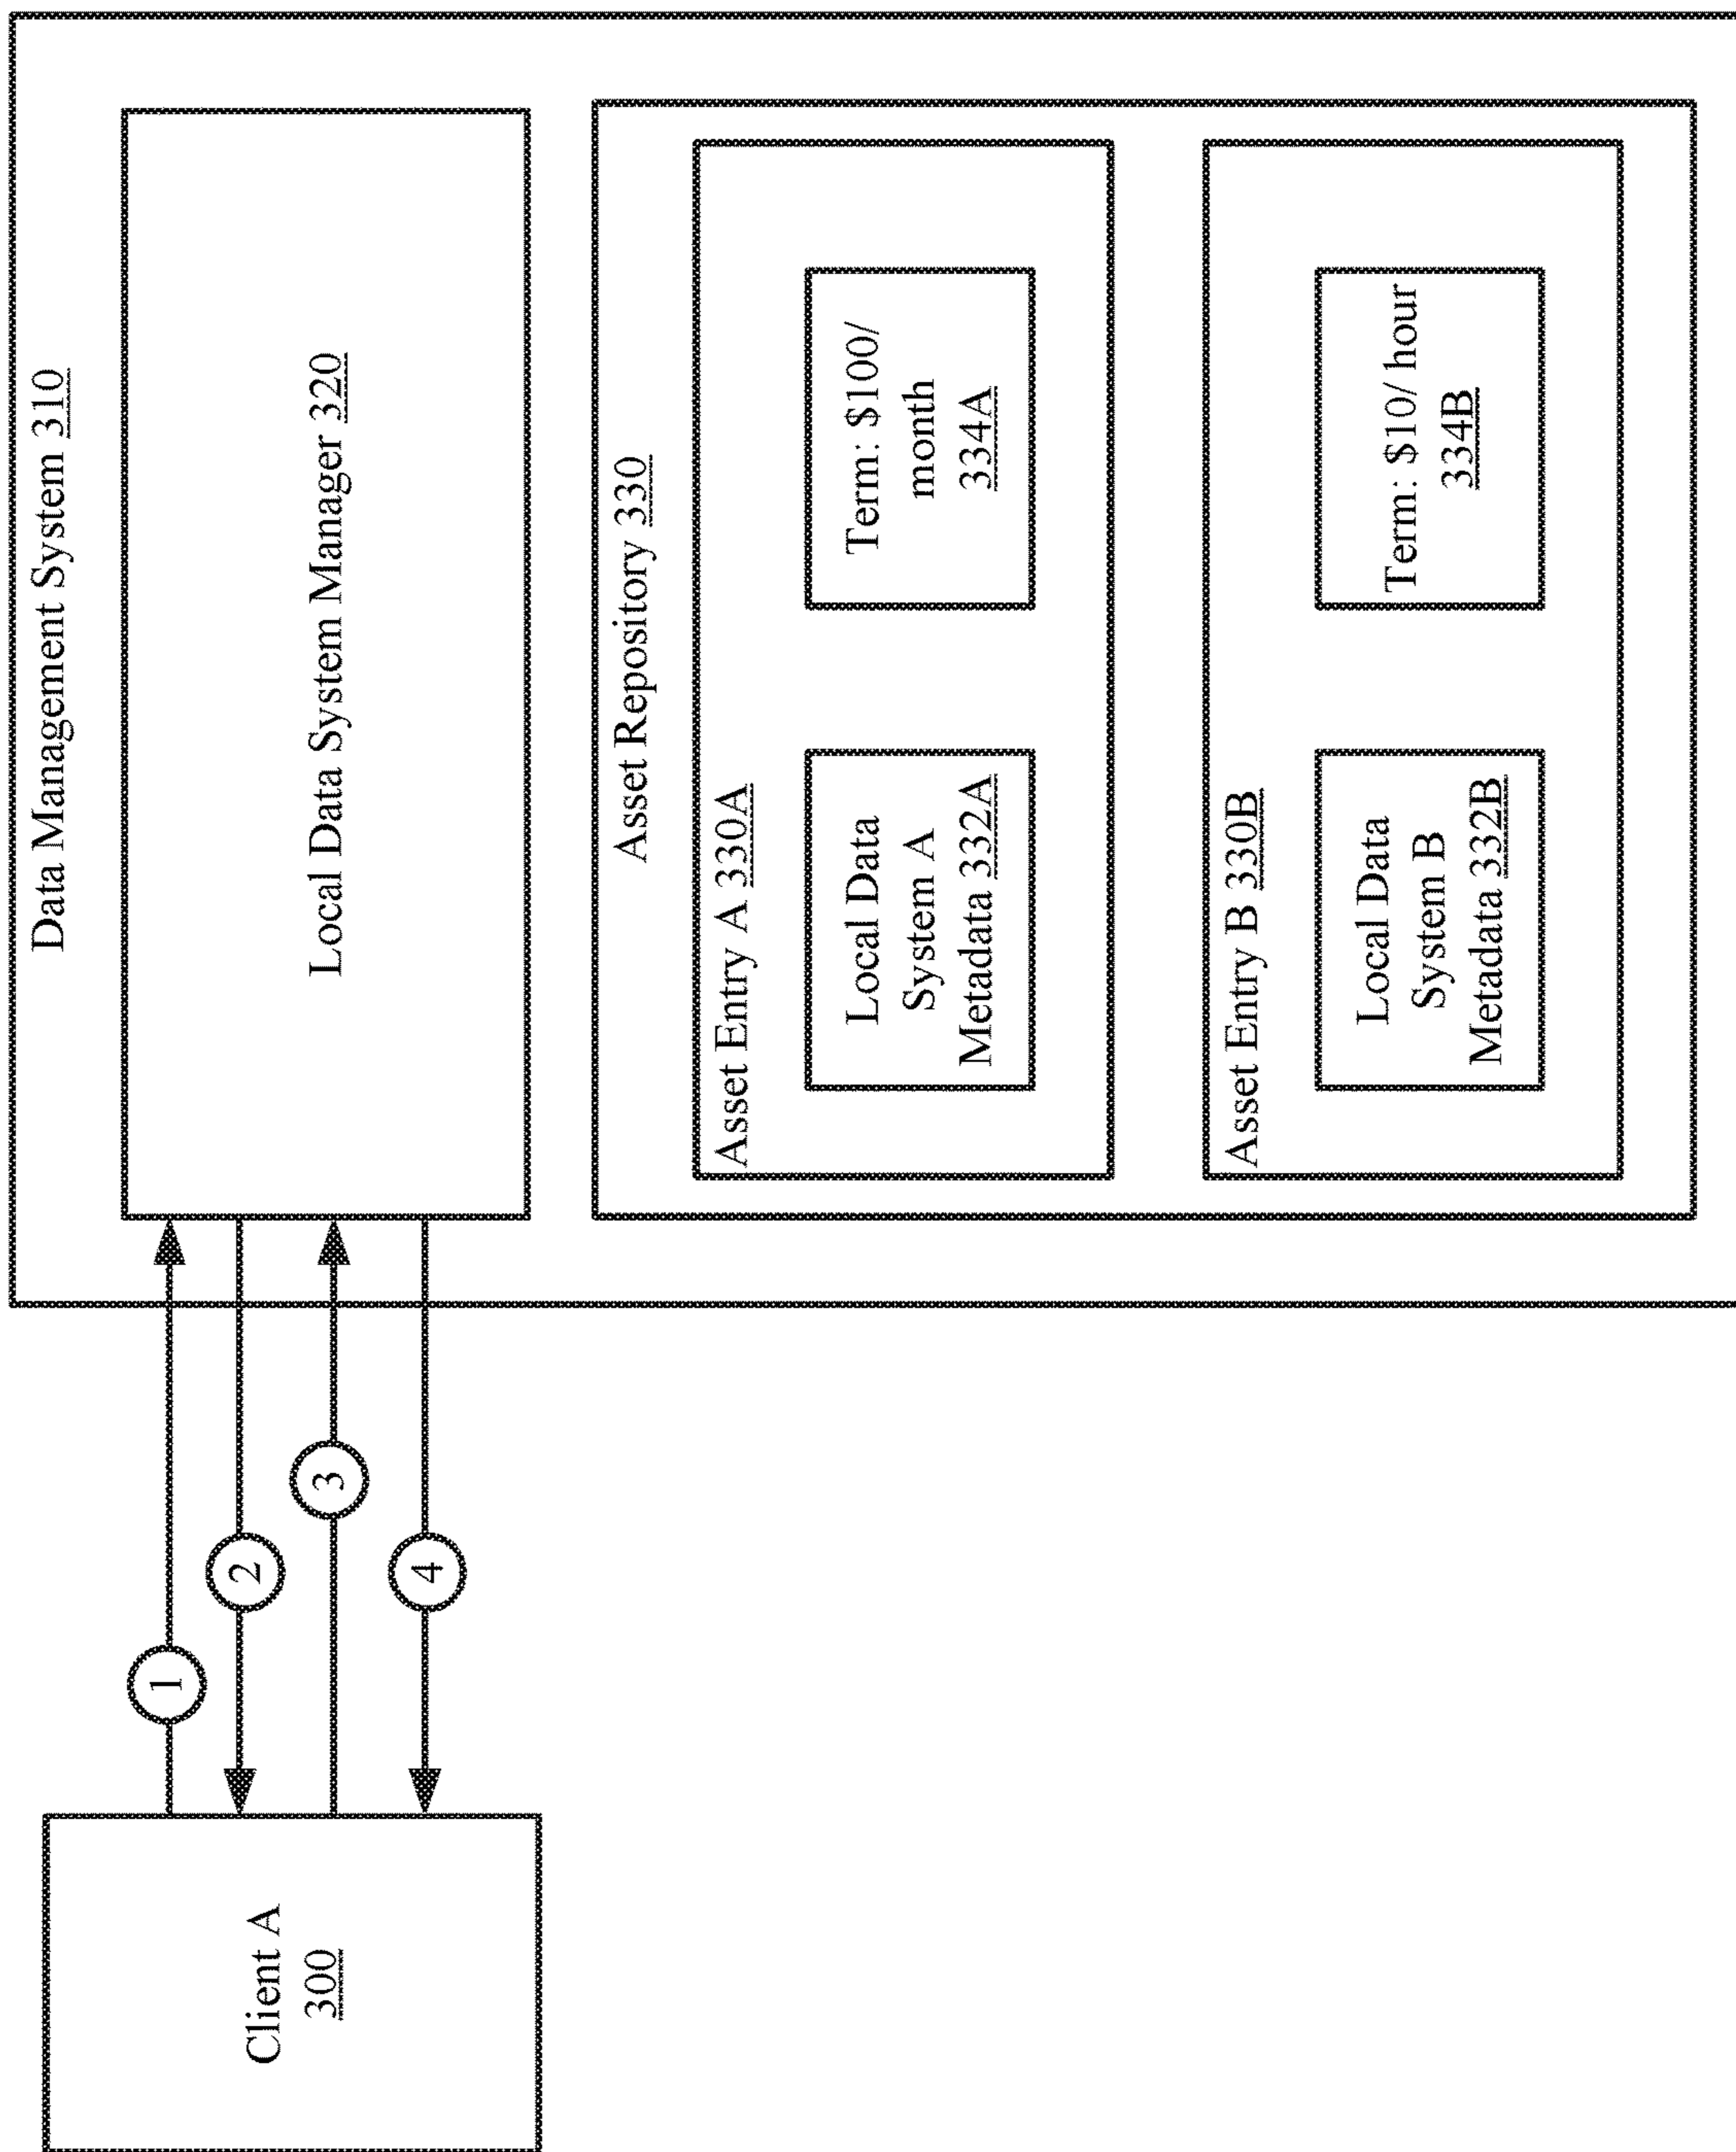 Client A
300
1
2
3
4
Data Management System 310
Local Data System Manager 320
Asset Repository 330
Asset Entry A 330A
Local Data
System A
Metadata 332A
Term: $100/
month
334A
Asset Entry B 330B
Local Data
System B
Metadata 332B
Term: $10/ hour
334B